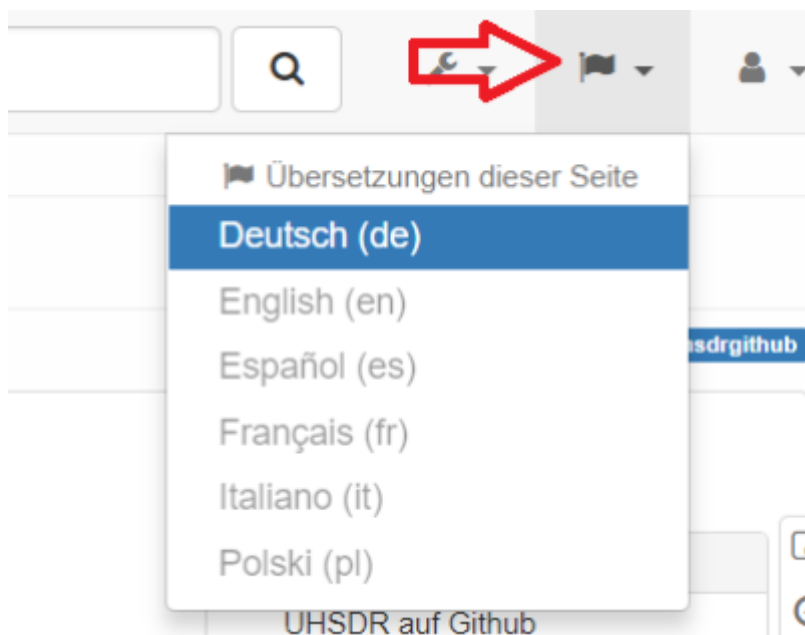 Übersetzungen dieser Seite
Deutsch (de)
English (en)
Español (es)
sdrgithub
Français (fr)
Italiano (it)
Polski (pl)
UHSDR auf Github